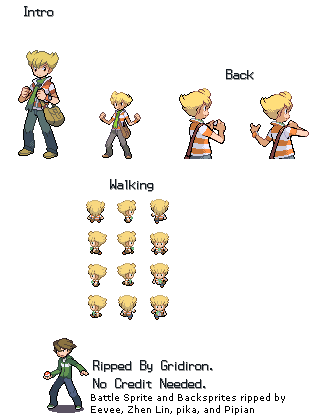 Intro
Back
Walking
Ripped By Gridiron.
No Credit Needed.
Battle Sprite and Backsprites ripped by
Eevee, Zhen Lin, pika, and Pipian